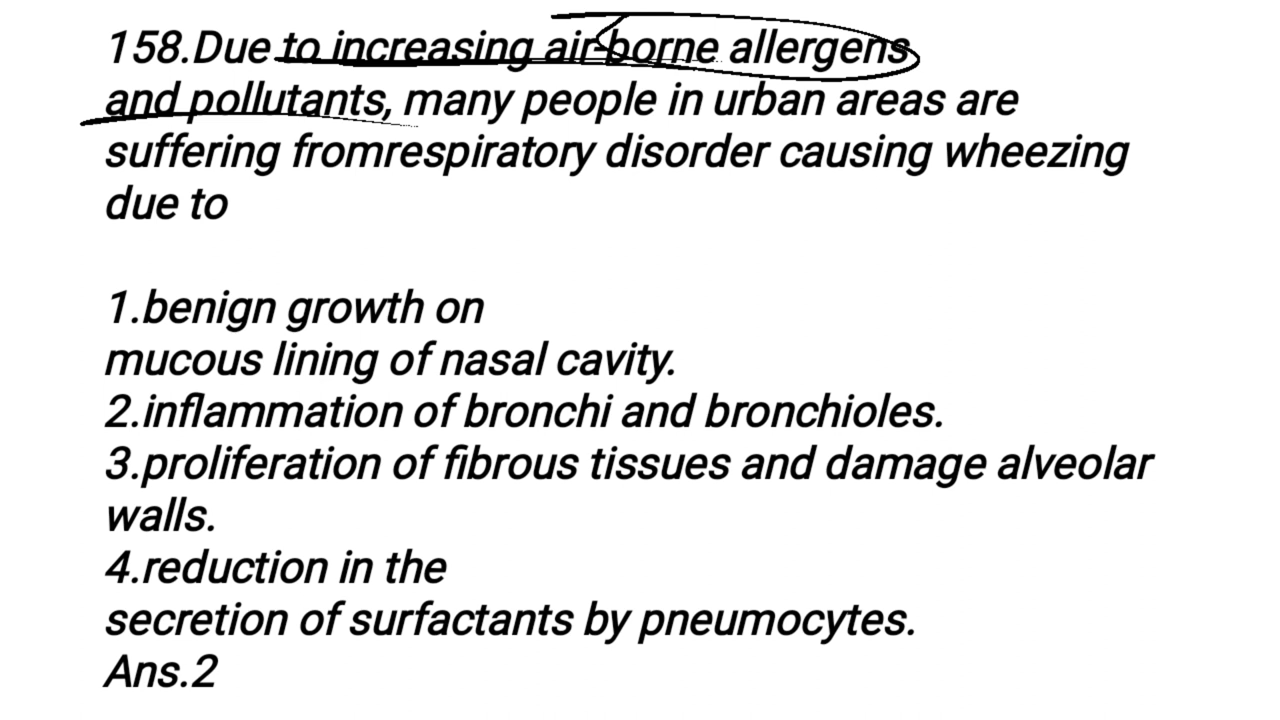 158.Due to increasing air-borne allergens
and pollutants, many people in urban areas are
suffering fromrespiratory disorder causing wheezing
due to
1.benign growth on
mucous lining of nasal cavity.
2.inflammation of bronchi and bronchioles.
3.proliferation of fibrous tissues and damage alveolar
walls.
4.reduction in the
secretion of surfactants by pneumocytes.
Ans.2